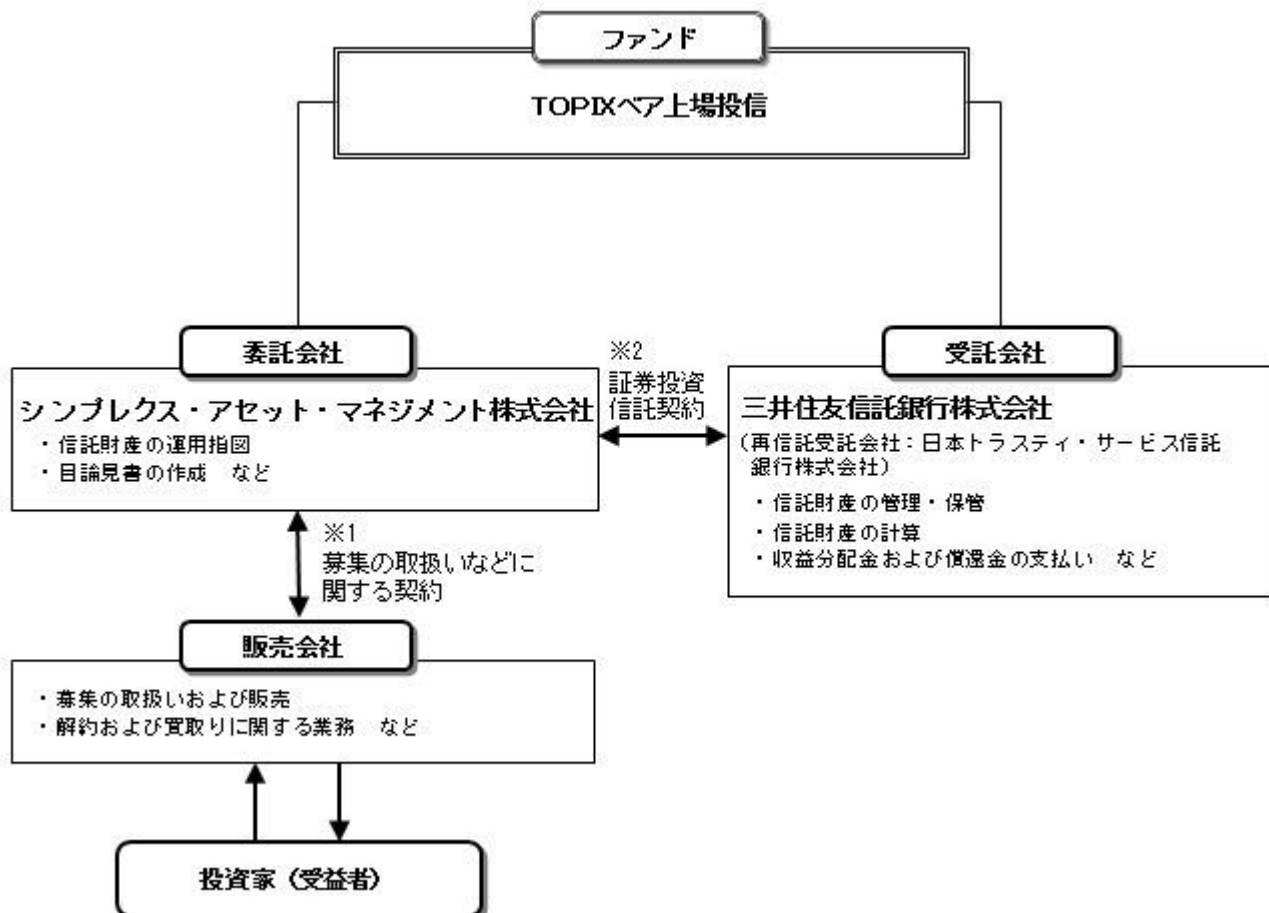 ファンド
TOPIXベア上場投信
委託会社
シンプレクス・アセット・マネジメント株式会社
・信託財産の運用指図
・目論見書の作成　など
※2
証券投資
信託契約
受託会社
三井住友信託銀行株式会社
(再信託受託会社：日本トラスティ・サービス信託
銀行株式会社)
・信託財産の管理・保管
・信託財産の計算
・収益分配金および償還金の支払い　など
※1
募集の取扱いなどに
関する契約
販売会社
・募集の取扱いおよび販売
・解約および買取りに関する業務　など
投資家（受益者）